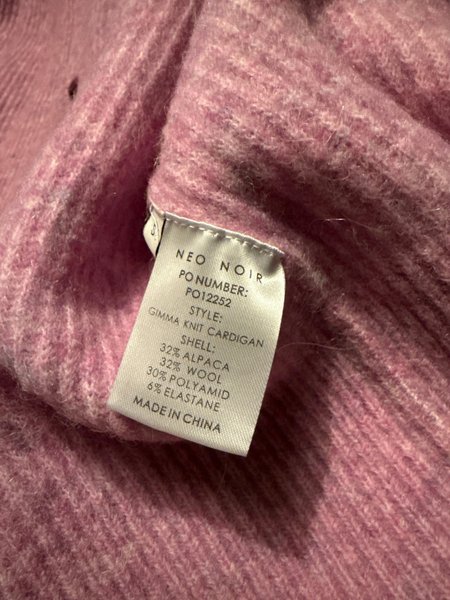 NEO NOIR
PO NUMBER:
PO12252
STYLE:
GIMMA KNIT CARDIGAN
SHELL:
32% ALPACA
32% WOOL
30% POLYAMID
6% ELASTANE
MADE IN CHINA